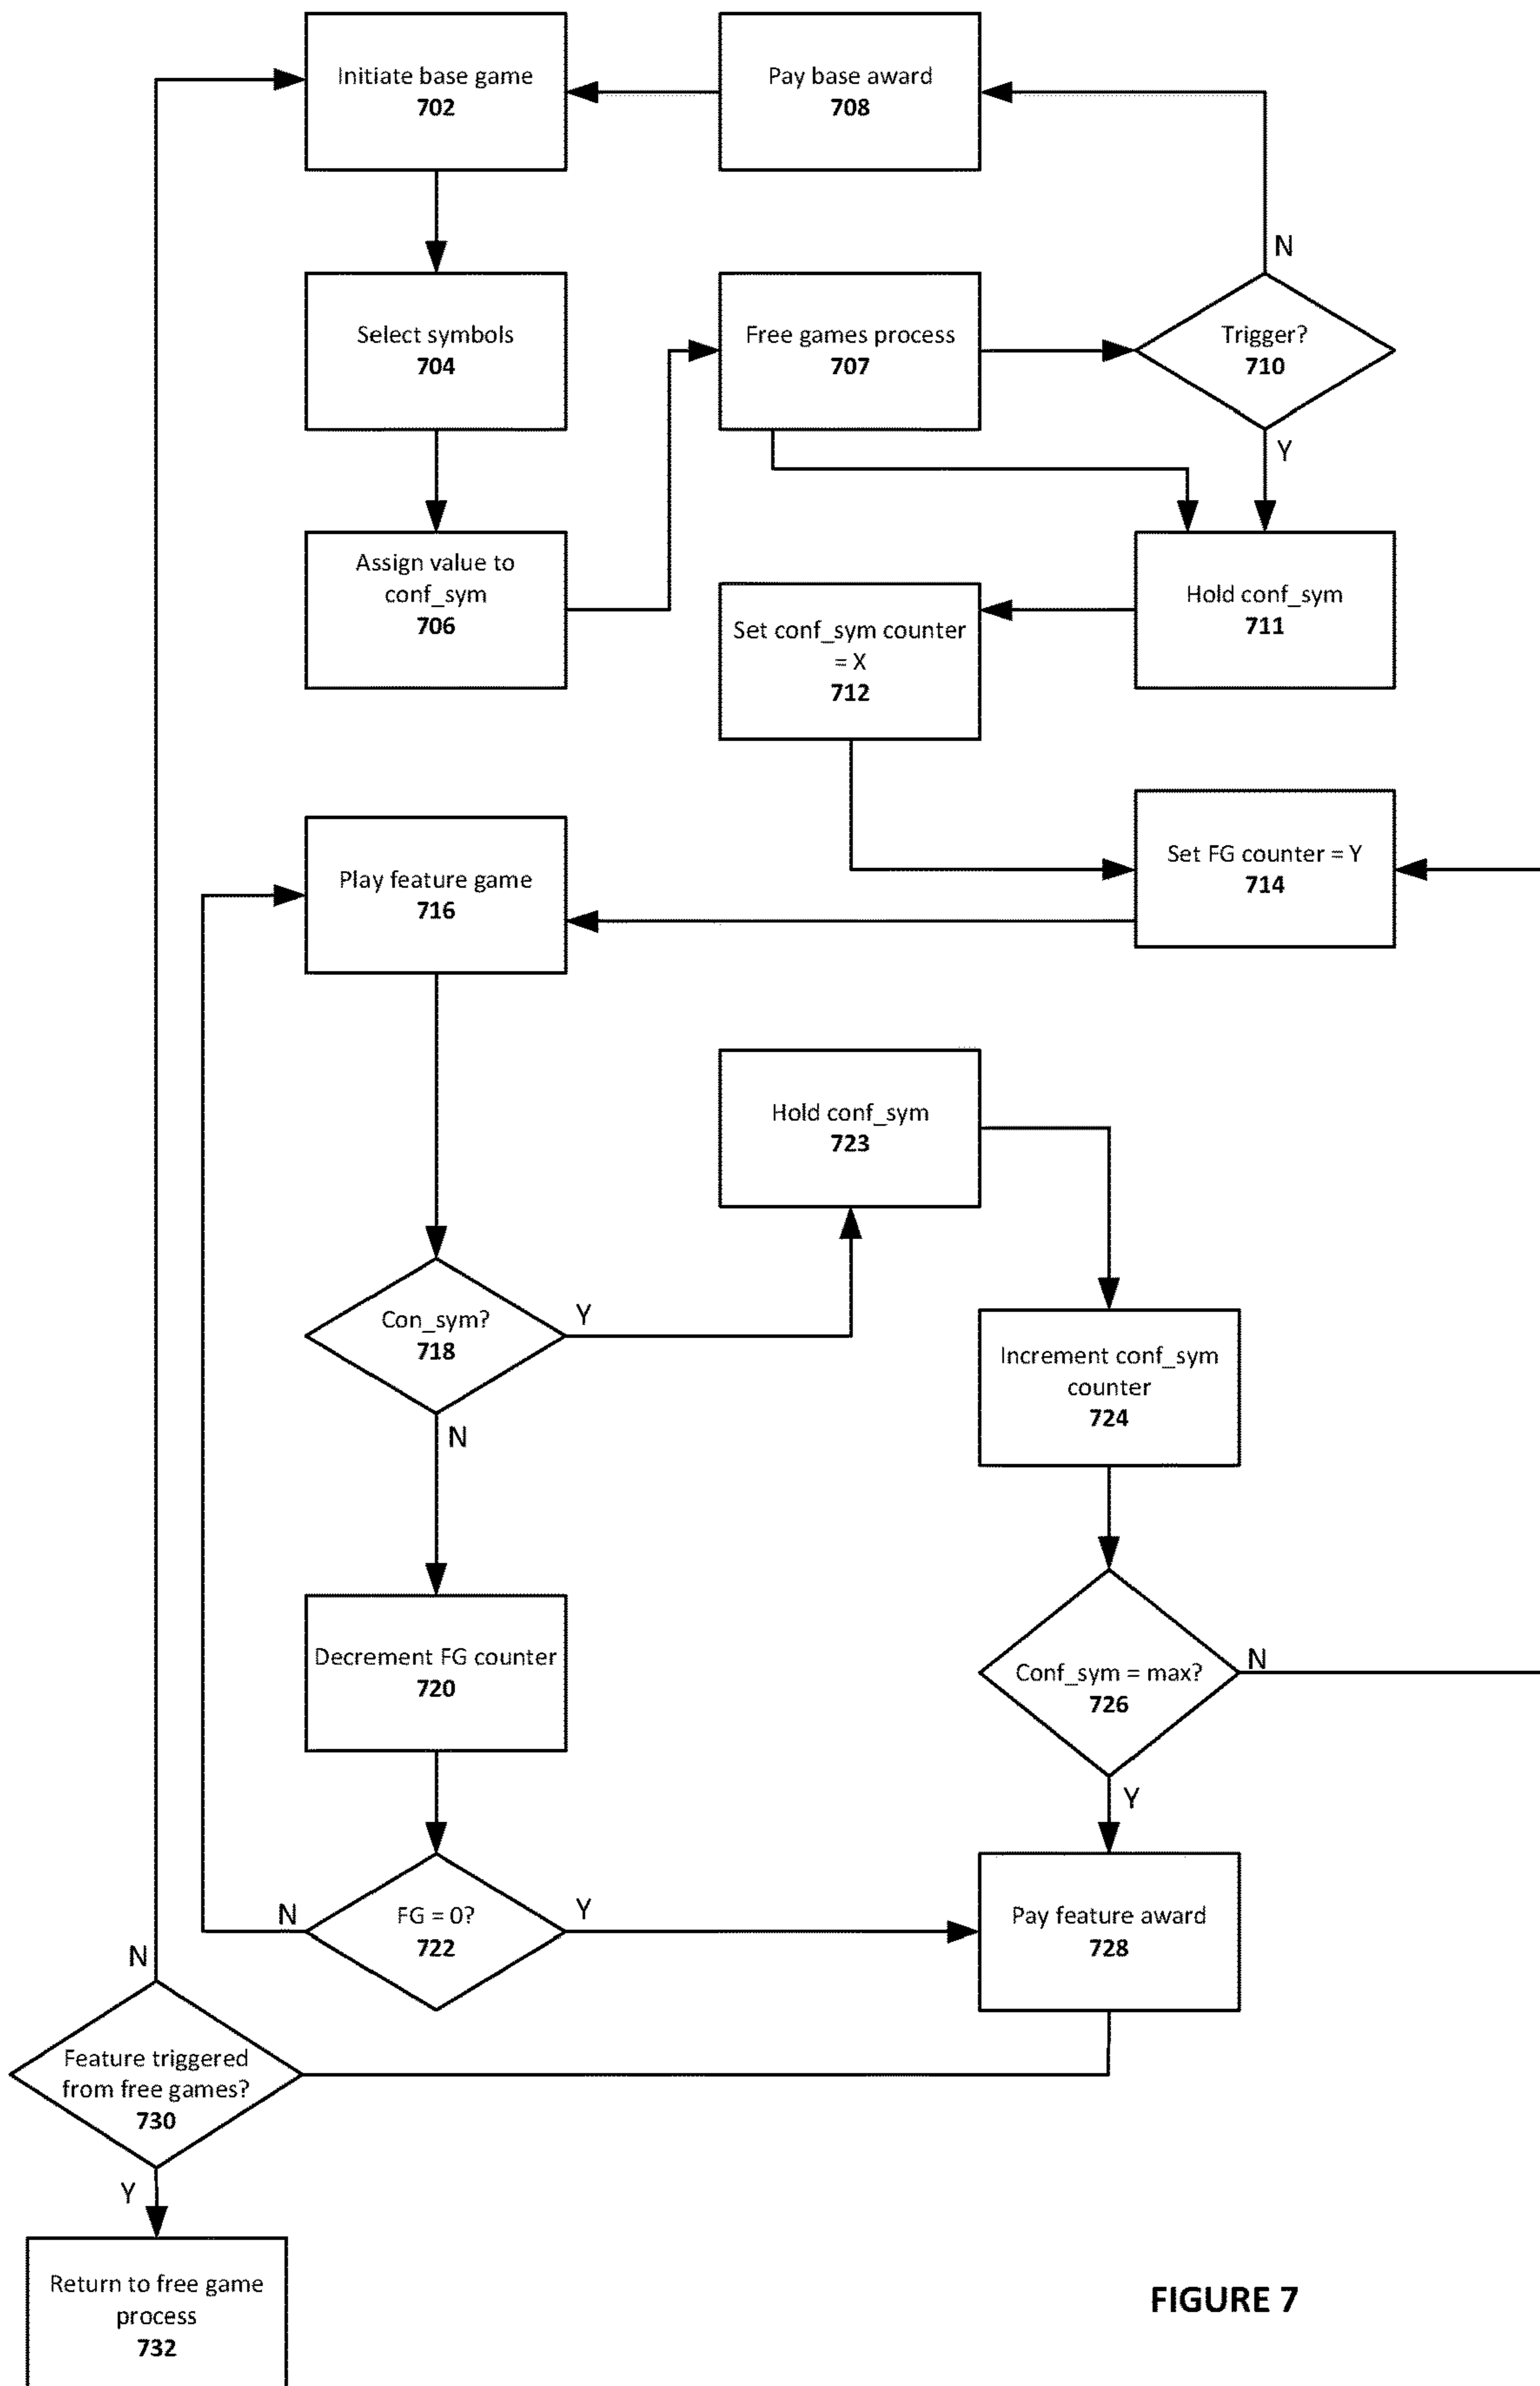 Initiate base game
702
Pay base award
708
N
Select symbols
704
Free games process
707
Trigger?
710
Y
Assign value to
conf_sym
706
Set conf_sym counter
= X
712
Hold conf_sym
711
Play feature game
716
Set FG counter = Y
714
Hold conf_sym
723
Con_sym?
718
Y
N
Increment conf_sym
counter
724
Decrement FG counter
720
Conf_sym = max?
726
N
Y
N
FG = 0?
722
Y
Pay feature award
728
N
Feature triggered
from free games?
730
Y
Return to free game
process
732
FIGURE 7